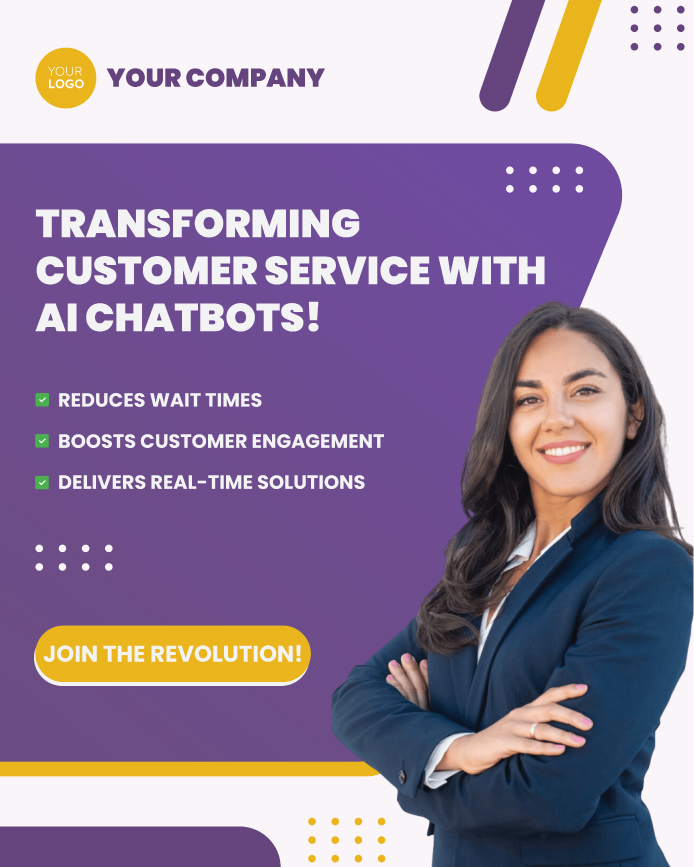 YOUR
LOGO
YOUR COMPANY
TRANSFORMING
CUSTOMER SERVICE WITH
AI CHATBOTS!
REDUCES WAIT TIMES
BOOSTS CUSTOMER ENGAGEMENT
DELIVERS REAL-TIME SOLUTIONS
JOIN THE REVOLUTION!